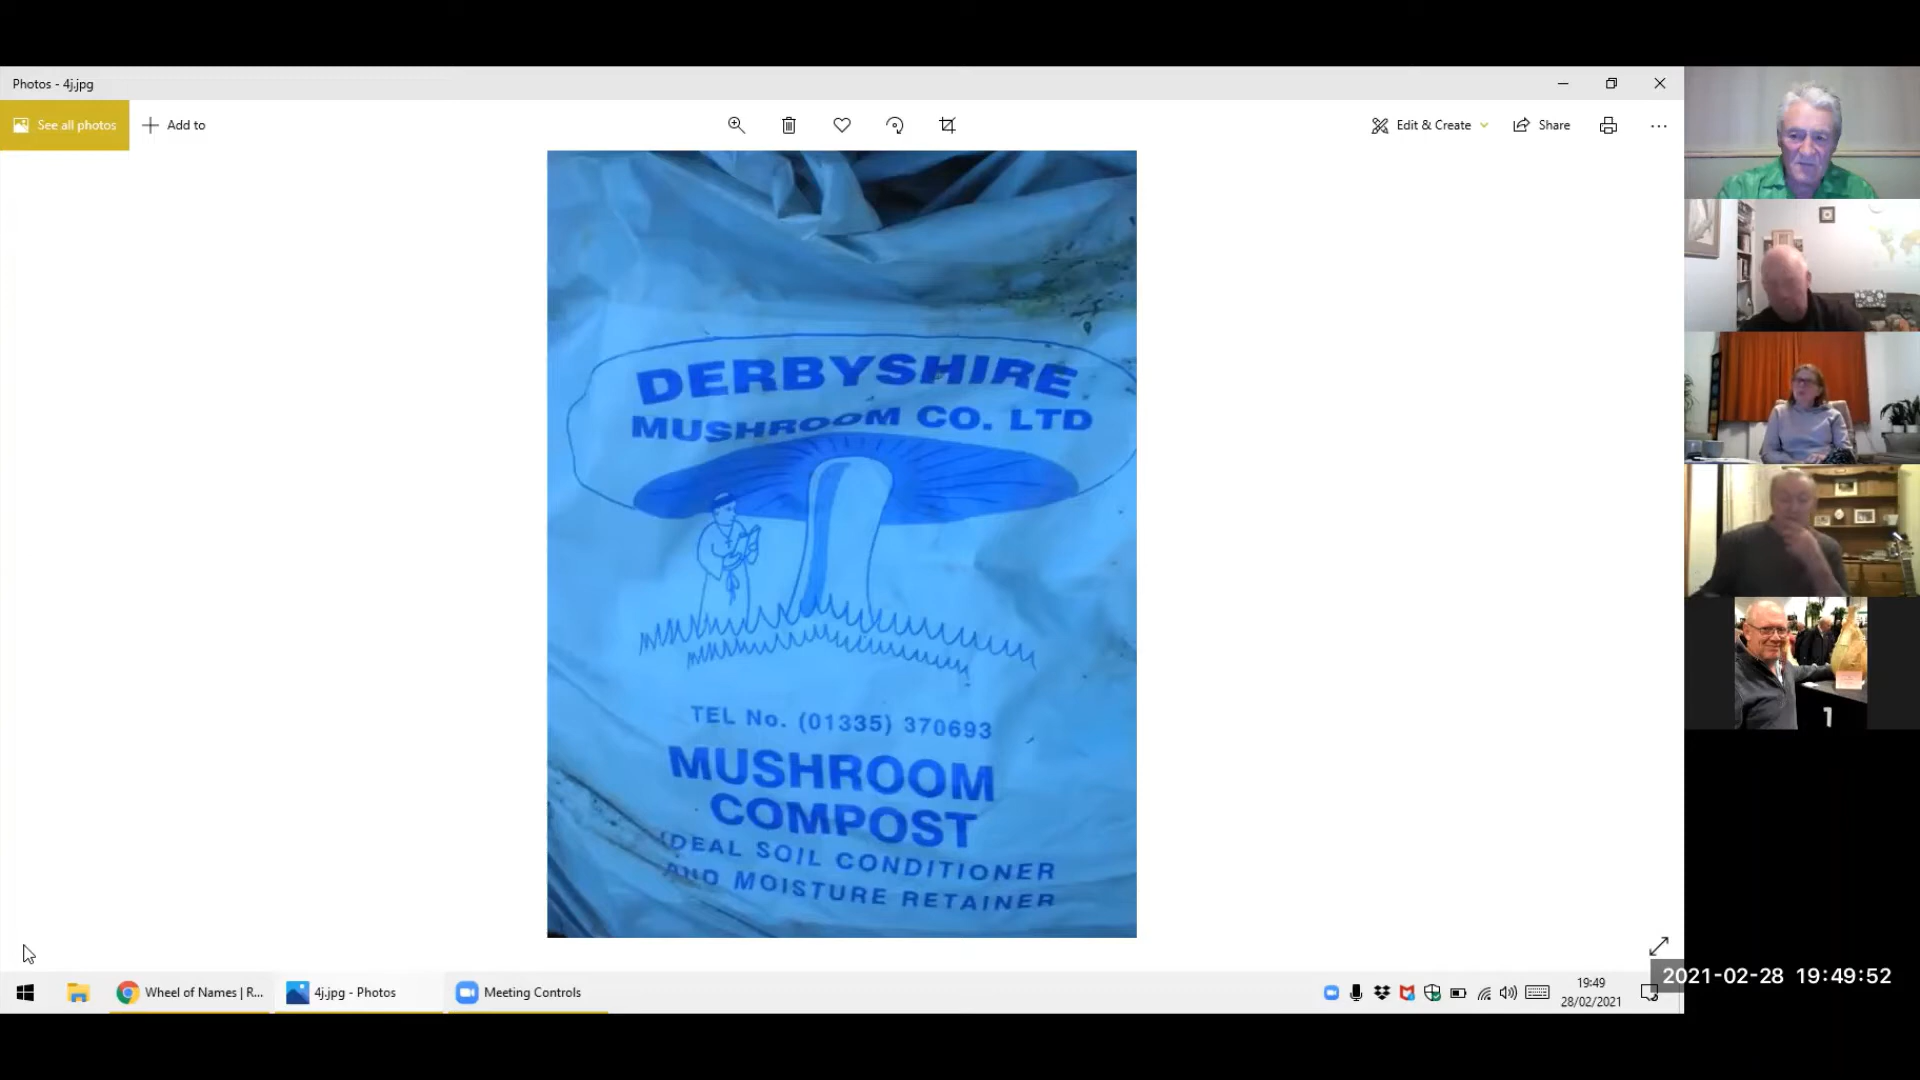 Photos - 4j.jpg
See all photos
Add to
Edit & Create
Share
DERBYSHIRE
MUSHROOM CO. LTD
TEL No. (01335) 370693
MUSHROOM
COMPOST
IDEAL SOIL CONDITIONER
AND MOISTURE RETAINER
1
Wheel of Names | R...
4j.jpg - Photos
Meeting Controls
19:49
28/02/2021
2021-02-28 19:49:52